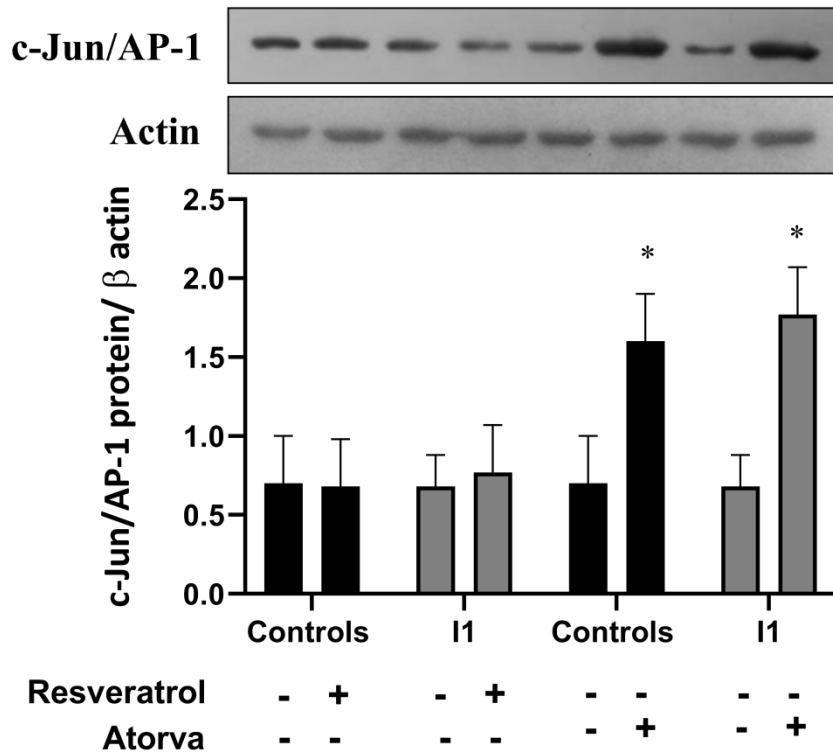 c-Jun/AP-1
Actin
c-Jun/AP-1 protein/ β actin
2.5
2.0
1.5
1.0
0.5
0.0
* *
Controls I1 Controls I1
Resveratrol - + - + - - - -
Atorva - - - - - + - +